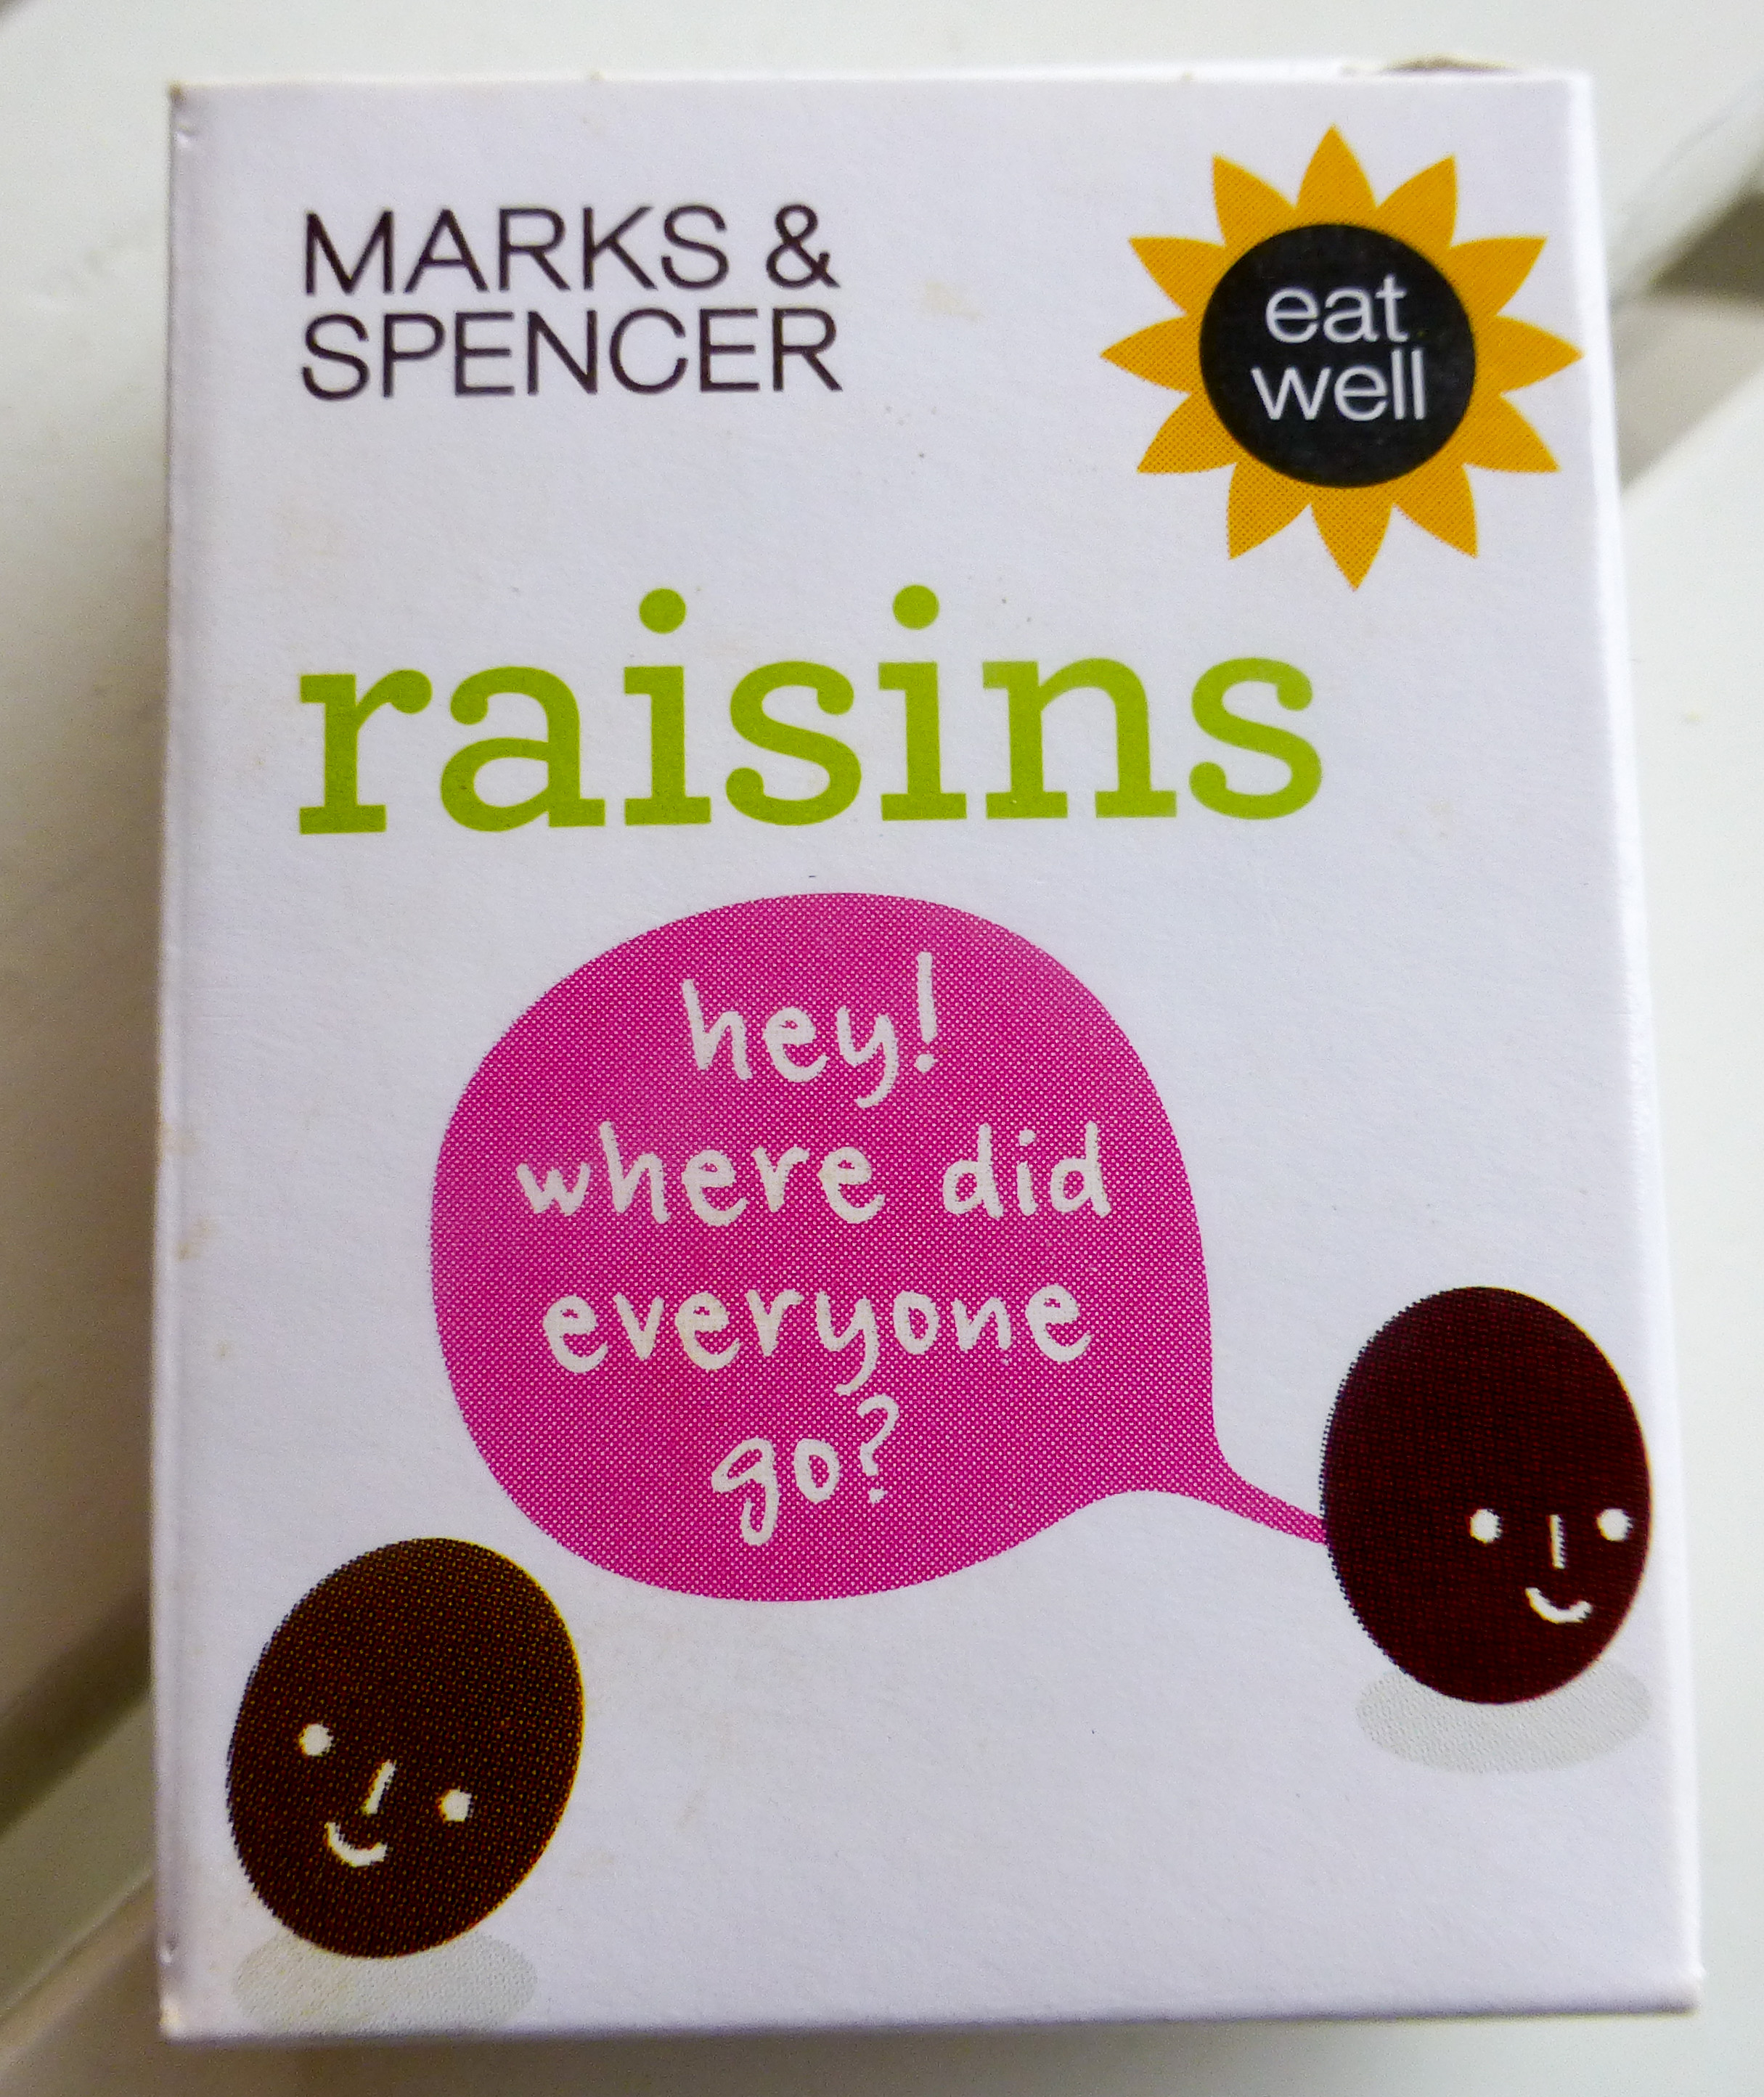 MARKS &
SPENCER
eat
well
raisins
hey!
where did
everyone
go?